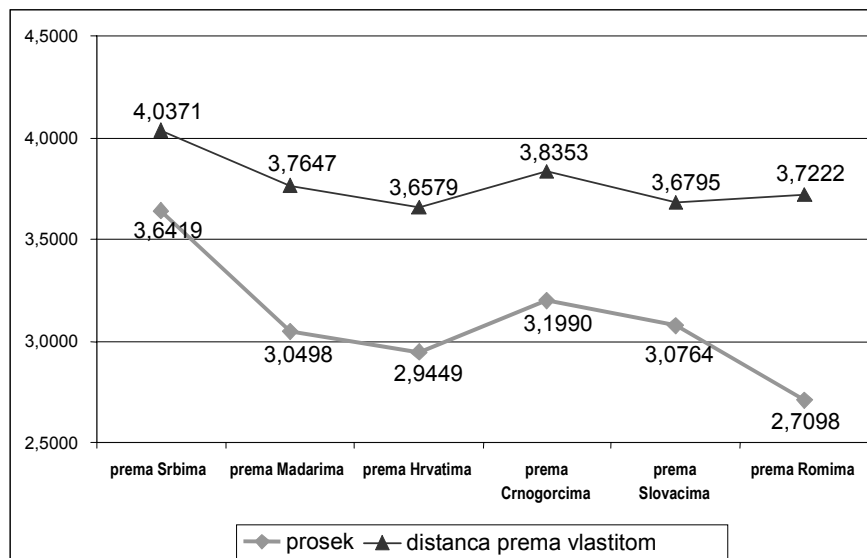 4,5000
4,0000
3,5000
3,0000
2,5000
4,0371
3,7647
3,6579
3,8353
3,6795
3,7222
3,6419
3,0498
2,9449
3,1990
3,0764
2,7098
prema Srbima
prema Madarima
prema Hrvatima
prema
Crnogorcima
prema
Slovacima
prema Romima
prosek
distanca prema vlastitom